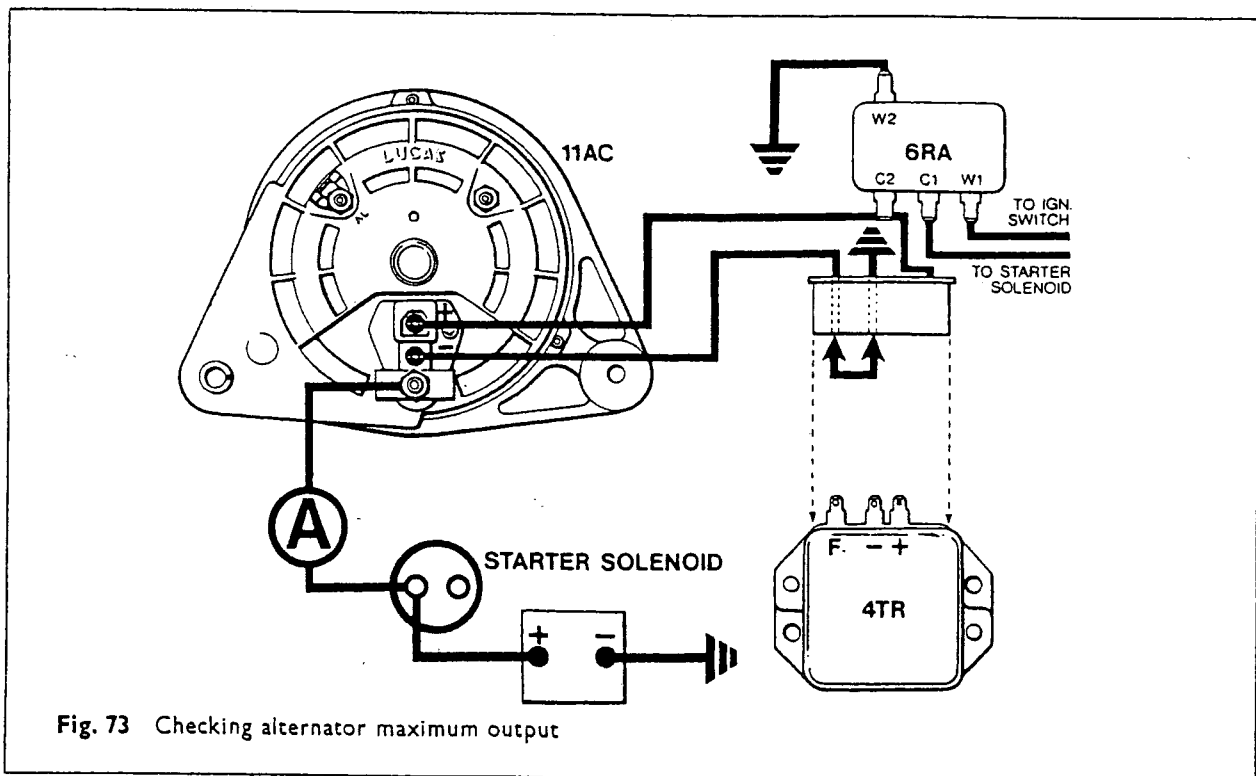 LUCAS
11AC
AL
+
−
W2
6RA
C2 C1 W1
TO IGN.
SWITCH
TO STARTER
SOLENOID
A
STARTER SOLENOID
+ −
F. − +
4TR
Fig. 73 Checking alternator maximum output